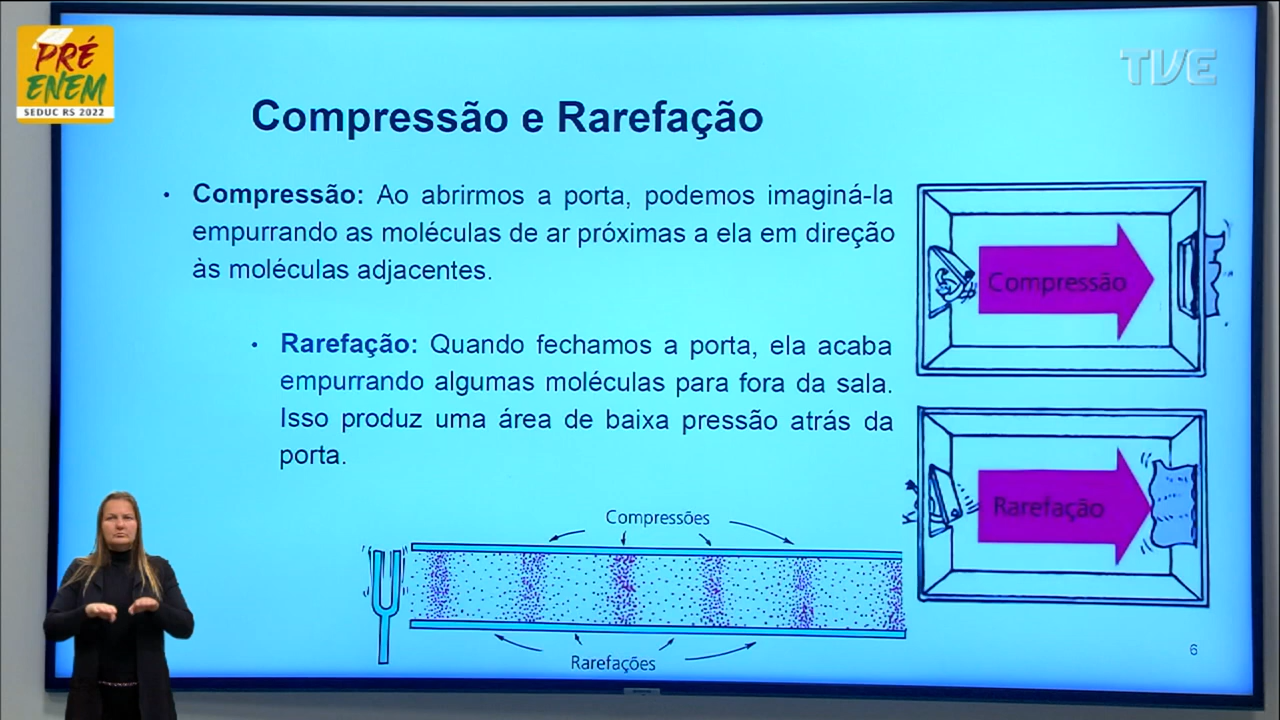 PRÉ
ENEM
SEDUC RS 2022
TVE
Compressão e Rarefação
• Compressão: Ao abrirmos a porta, podemos imaginá-la
empurrando as moléculas de ar próximas a ela em direção
às moléculas adjacentes.
Compressão
• Rarefação: Quando fechamos a porta, ela acaba
empurrando algumas moléculas para fora da sala.
Isso produz uma área de baixa pressão atrás da
porta.
Rarefação
Compressões
Rarefações
6